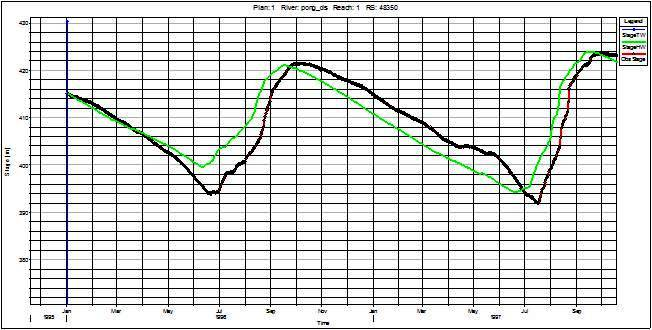 Plan: 1 River: pong_ds Reach: 1 RS: 48350
Legend
Stage TW
Stage HW
Obs Stage
430
420
410
400
390
380
Stage (m)
Jan Mar May Jul Sep Nov Jan Mar May Jul Sep
1995 1996 1997
Time